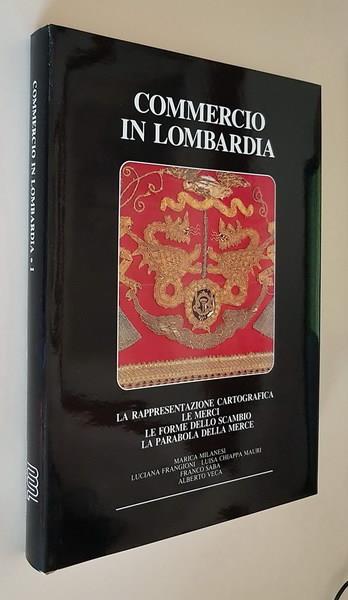 COMMERCIO
IN LOMBARDIA
LA RAPPRESENTAZIONE CARTOGRAFICA
LE MERCI
LE FORME DELLO SCAMBIO
LA PARABOLA DELLA MERCE
MARICA MILANESI
LUCIANA FRANGIONI LUISA CHIAPPA MAURI
FRANCO SABA
ALBERTO VECA
COMMERCIO IN LOMBARDIA • 1